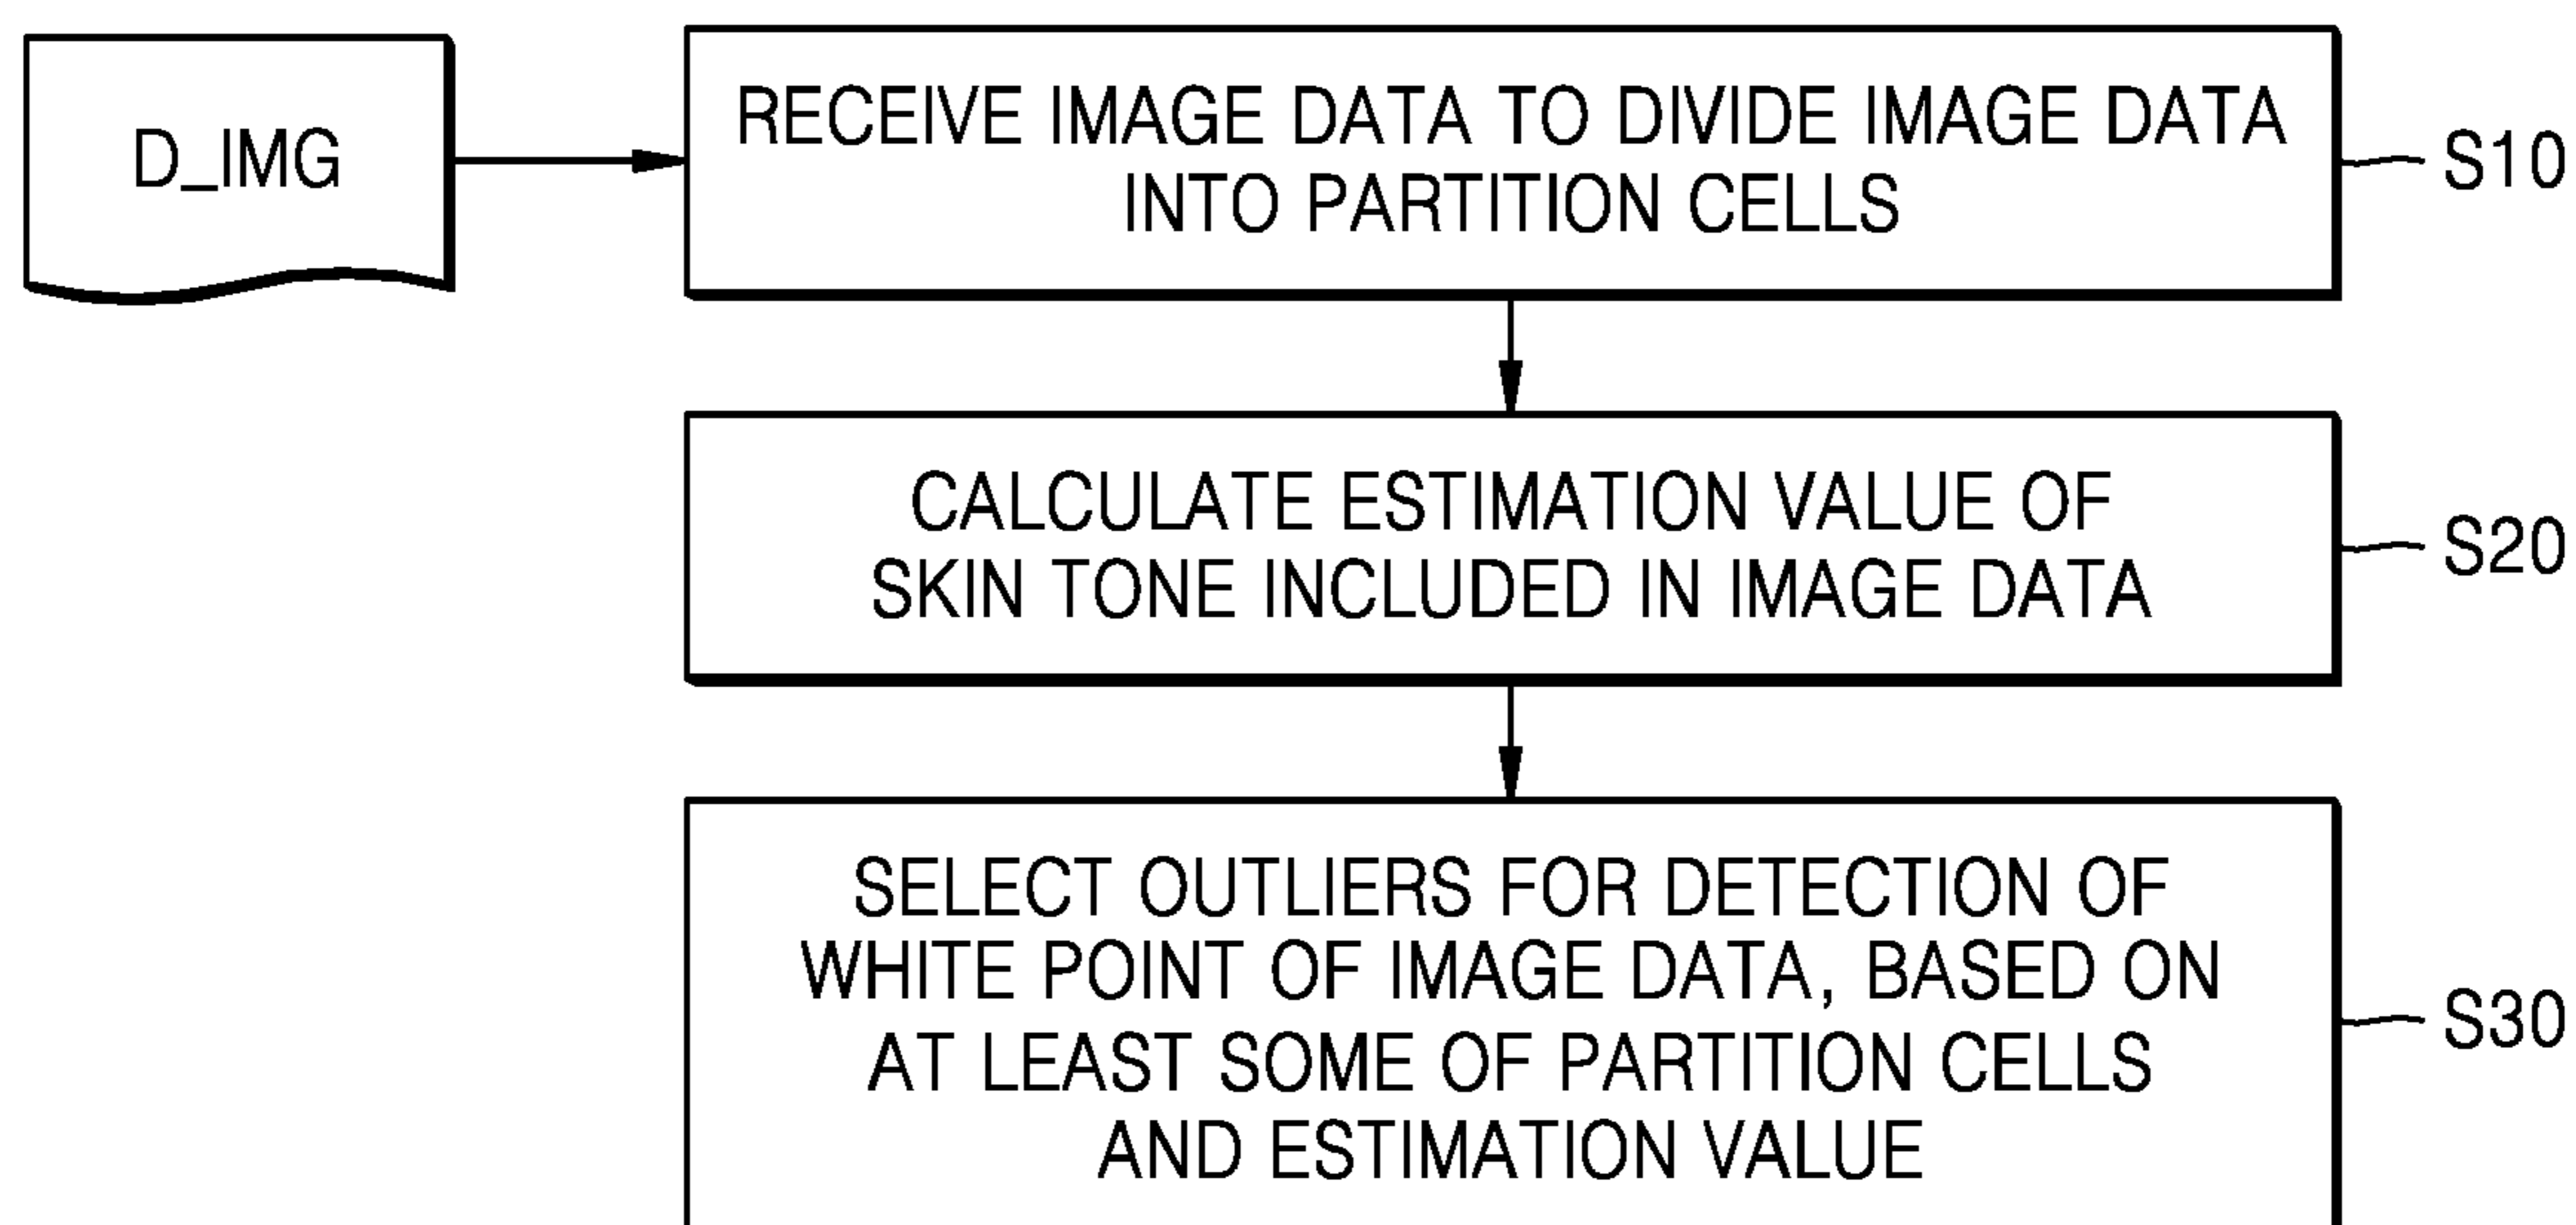 D_IMG
RECEIVE IMAGE DATA TO DIVIDE IMAGE DATA
INTO PARTITION CELLS
S10
CALCULATE ESTIMATION VALUE OF
SKIN TONE INCLUDED IN IMAGE DATA
S20
SELECT OUTLIERS FOR DETECTION OF
WHITE POINT OF IMAGE DATA, BASED ON
AT LEAST SOME OF PARTITION CELLS
AND ESTIMATION VALUE
S30